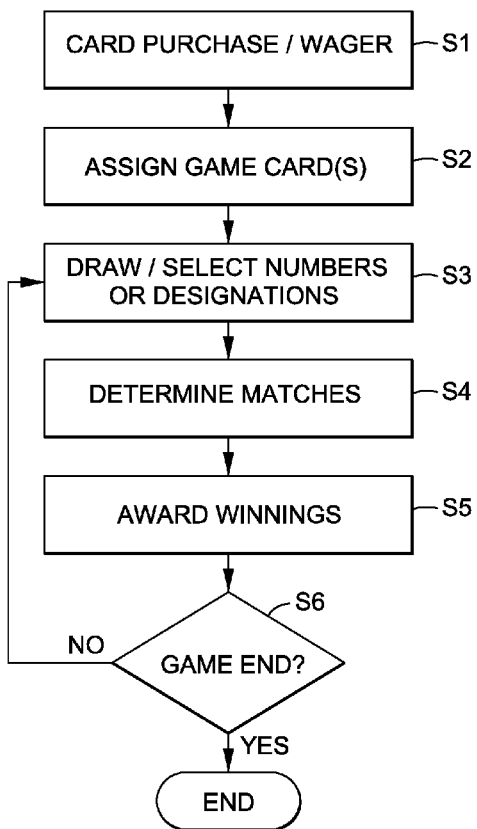 CARD PURCHASE / WAGER
S1
ASSIGN GAME CARD(S)
S2
DRAW / SELECT NUMBERS
OR DESIGNATIONS
S3
DETERMINE MATCHES
S4
AWARD WINNINGS
S5
S6
GAME END?
NO
YES
END